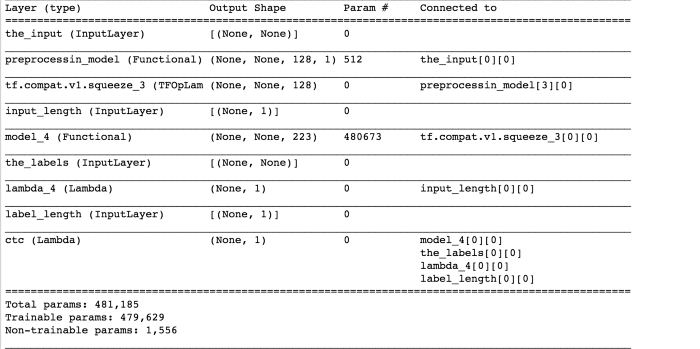 Layer (type) Output Shape Param # Connected to
==================================================================================================
the_input (InputLayer) [(None, None)] 0
preprocessin_model (Functional) (None, None, 128, 1) 512 the_input[0][0]
tf.compat.v1.squeeze_3 (TFOpLam (None, None, 128) 0 preprocessin_model[3][0]
input_length (InputLayer) [(None, 1)] 0
model_4 (Functional) (None, None, 223) 480673 tf.compat.v1.squeeze_3[0][0]
the_labels (InputLayer) [(None, None)] 0
lambda_4 (Lambda) (None, 1) 0 input_length[0][0]
label_length (InputLayer) [(None, 1)] 0
ctc (Lambda) (None, 1) 0 model_4[0][0]
the_labels[0][0]
lambda_4[0][0]
label_length[0][0]
==================================================================================================
Total params: 481,185
Trainable params: 479,629
Non-trainable params: 1,556